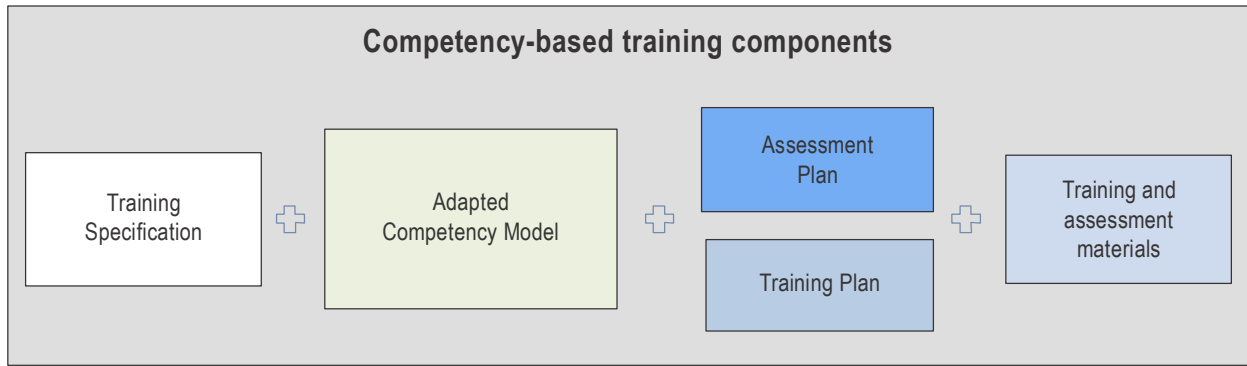 Competency-based training components
Training
Specification
Adapted
Competency Model
Assessment
Plan
Training Plan
Training and
assessment
materials